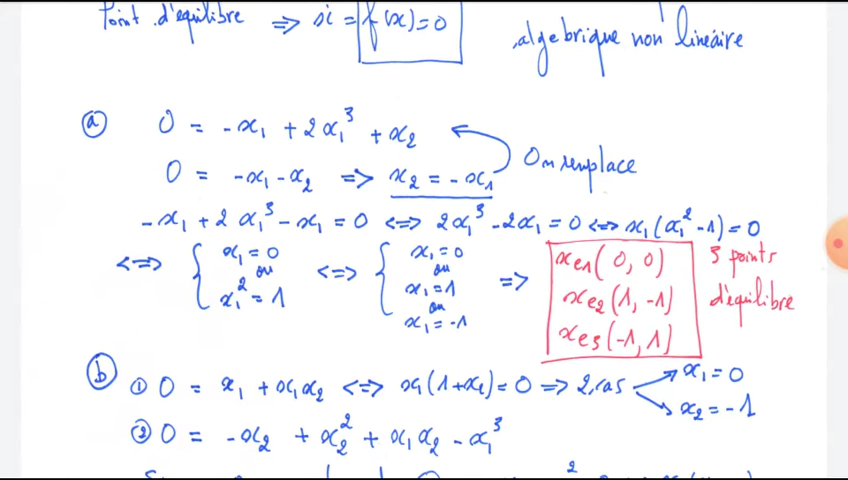 Point d'equilibre => ẋ = f(x) = 0
algebrique non lineaire
ⓐ 0 = -x₁ + 2x₁³ + x₂
0 = -x₁ - x₂ => x₂ = -x₁ On remplace
-x₁ + 2x₁³ - x₁ = 0 <=> 2x₁³ - 2x₁ = 0 <=> x₁(x₁² - 1) = 0
<=> { x₁ = 0 ou x₁² = 1 <=> { x₁ = 0 ou x₁ = 1 ou x₁ = -1 =>
xe1 (0, 0)
xe2 (1, -1)
xe3 (-1, 1)
3 points
d'équilibre
ⓑ ① 0 = x₁ + x₁x₂ <=> x₁(1+x₂) = 0 => 2 cas
x₁ = 0
x₂ = -1
② 0 = -x₂ + x₂² + x₁x₂ - x₁³